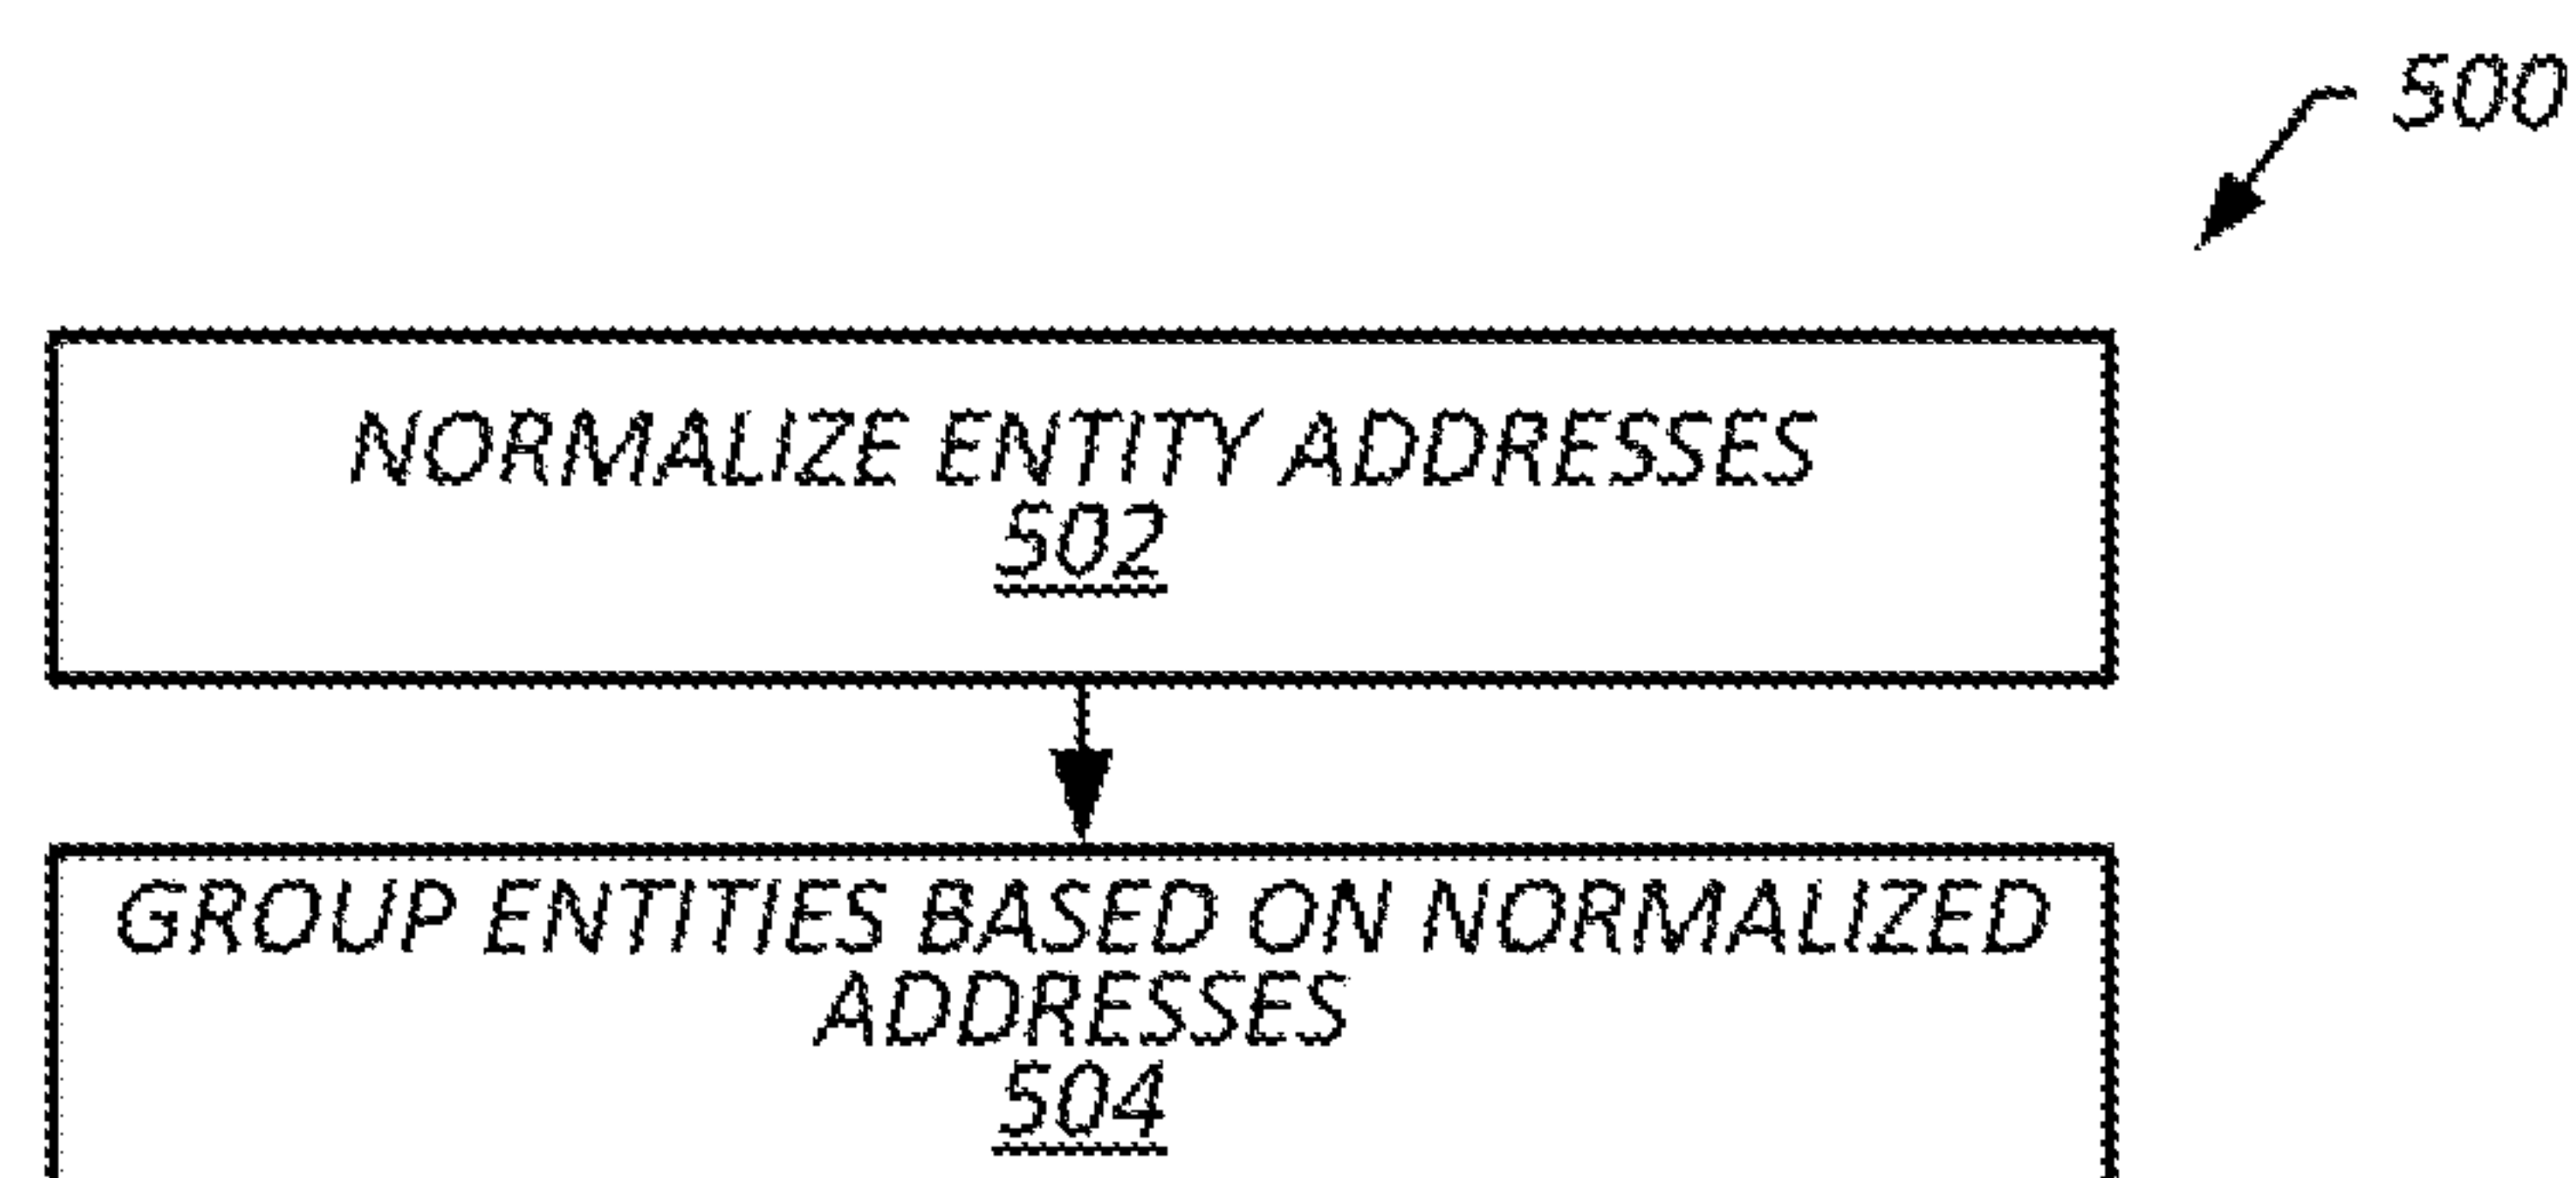 500
NORMALIZE ENTITY ADDRESSES
502
GROUP ENTITIES BASED ON NORMALIZED
ADDRESSES
504